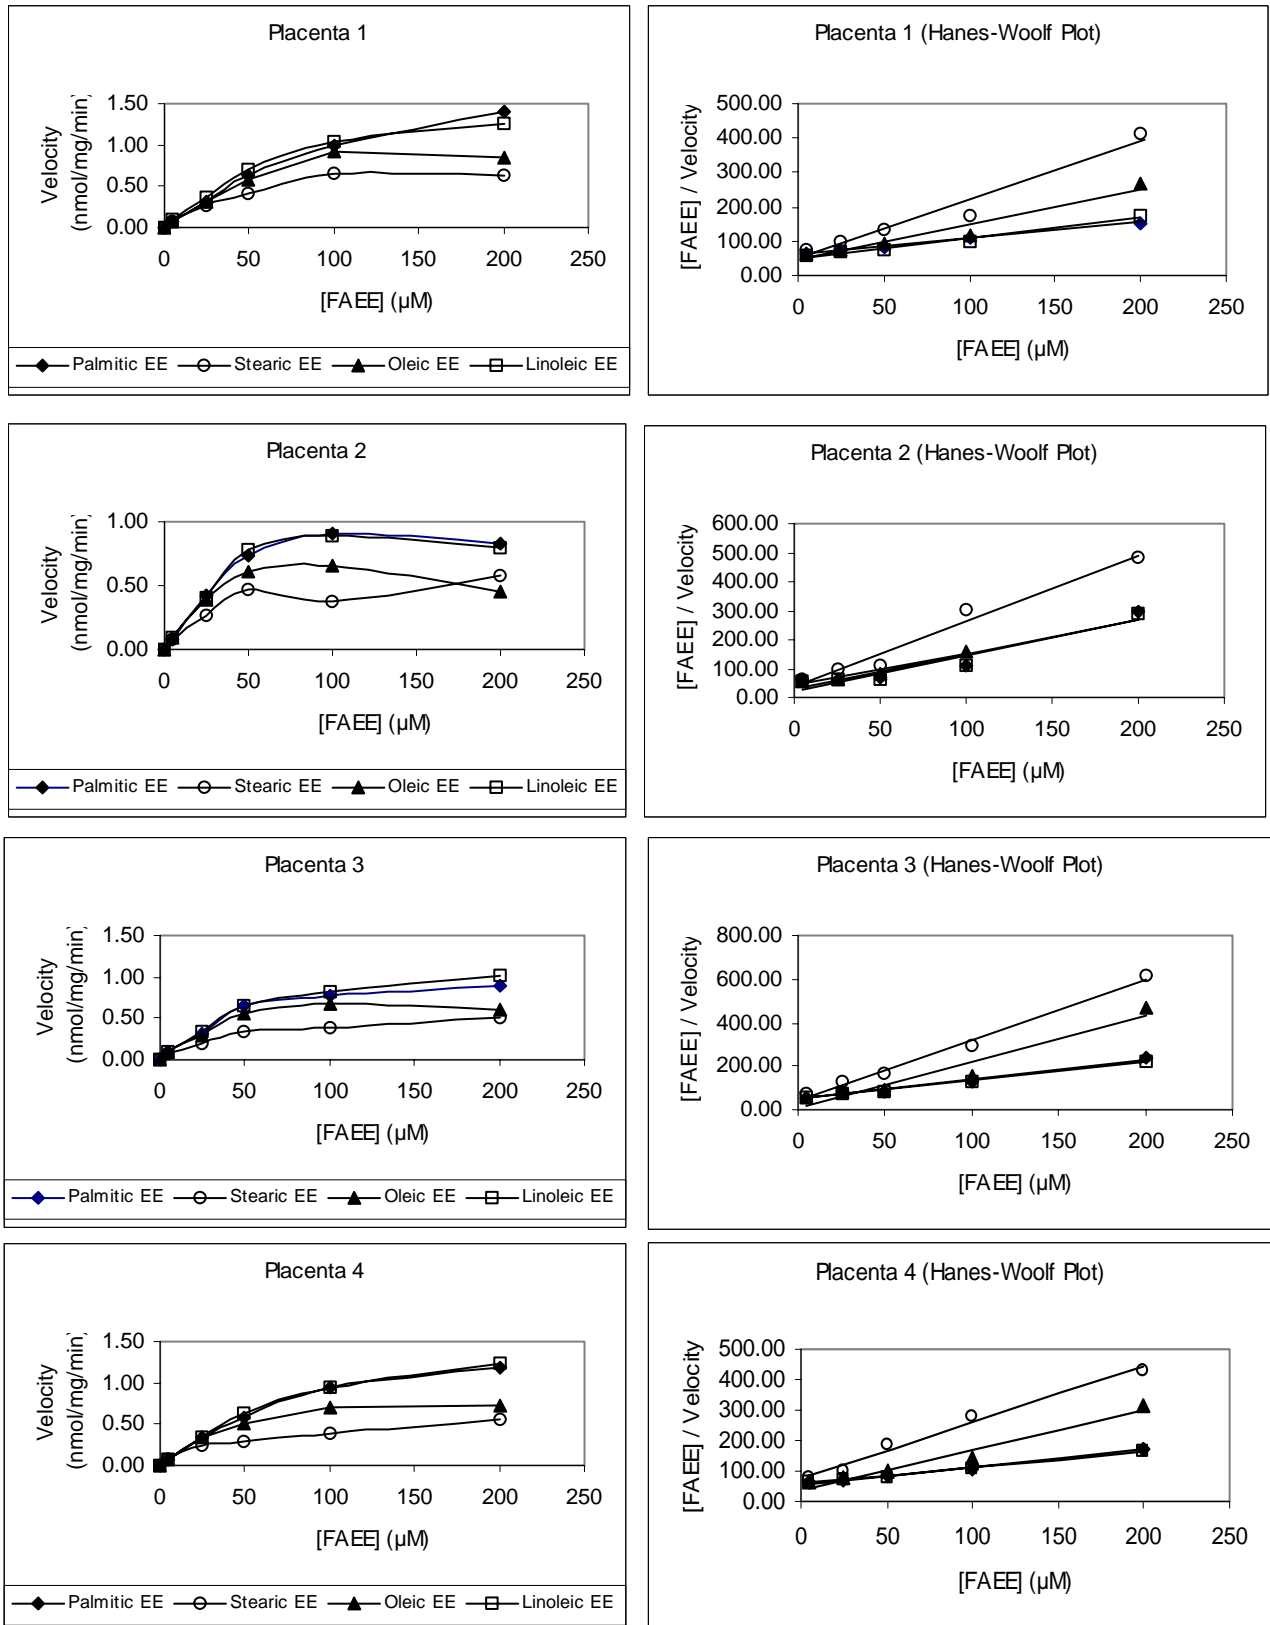 Placenta 1
Velocity
(nmol/mg/min)
1.50
1.00
0.50
0.00
0 50 100 150 200 250
[FAEE] (µM)
Palmitic EE Stearic EE Oleic EE Linoleic EE
Placenta 1 (Hanes-Woolf Plot)
[FAEE] / Velocity
500.00
400.00
300.00
200.00
100.00
0.00
0 50 100 150 200 250
[FAEE] (µM)
Placenta 2
Velocity
(nmol/mg/min)
1.00
0.50
0.00
0 50 100 150 200 250
[FAEE] (µM)
Palmitic EE Stearic EE Oleic EE Linoleic EE
Placenta 2 (Hanes-Woolf Plot)
[FAEE] / Velocity
600.00
500.00
400.00
300.00
200.00
100.00
0.00
0 50 100 150 200 250
[FAEE] (µM)
Placenta 3
Velocity
(nmol/mg/min)
1.50
1.00
0.50
0.00
0 50 100 150 200 250
[FAEE] (µM)
Palmitic EE Stearic EE Oleic EE Linoleic EE
Placenta 3 (Hanes-Woolf Plot)
[FAEE] / Velocity
800.00
600.00
400.00
200.00
0.00
0 50 100 150 200 250
[FAEE] (µM)
Placenta 4
Velocity
(nmol/mg/min)
1.50
1.00
0.50
0.00
0 50 100 150 200 250
[FAEE] (µM)
Palmitic EE Stearic EE Oleic EE Linoleic EE
Placenta 4 (Hanes-Woolf Plot)
[FAEE] / Velocity
500.00
400.00
300.00
200.00
100.00
0.00
0 50 100 150 200 250
[FAEE] (µM)